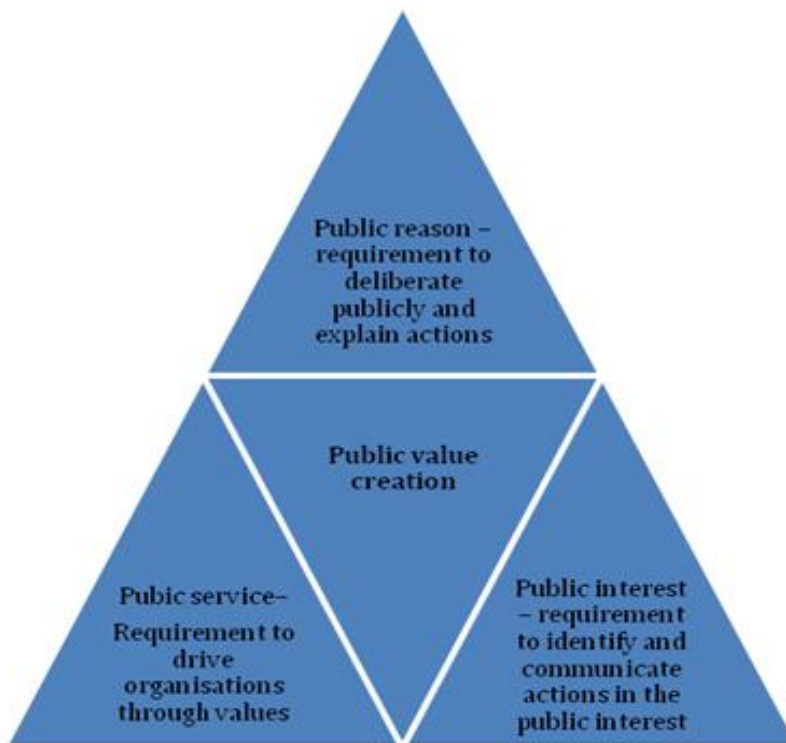 Public reason –
requirement to
deliberate
publicly and
explain actions
Public value
creation
Pubic service–
Requirement to
drive
organisations
through values
Public interest
– requirement
to identify and
communicate
actions in the
public interest